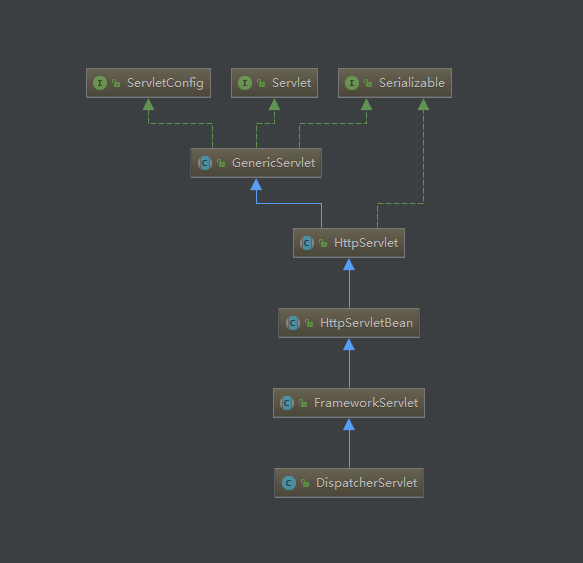 I ServletConfig
I Servlet
I Serializable
C GenericServlet
C HttpServlet
C HttpServletBean
C FrameworkServlet
C DispatcherServlet